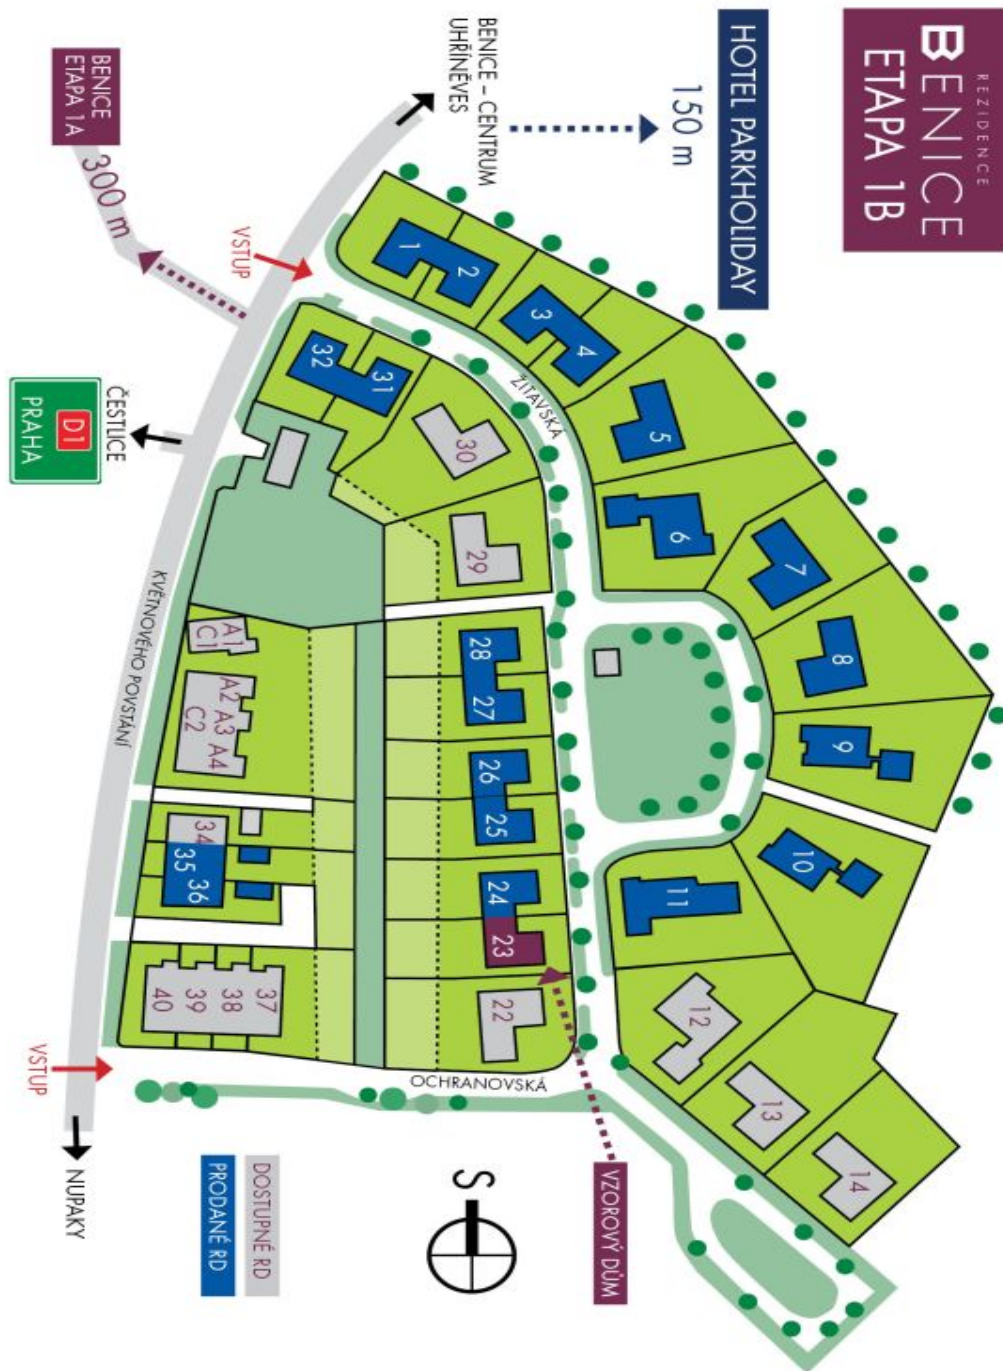 REZIDENCE
BENICE
ETAPA 1B
HOTEL PARKHOLIDAY
150 m
BENICE – CENTRUM
UHŘÍNĚVES
BENICE
ETAPA 1A
300 m
VSTUP
ČESTLICE
D1
PRAHA
KVĚTNOVÉHO POVSTÁNÍ
ŽITAVSKÁ
1
2
3
4
5
6
7
8
9
10
11
12
13
14
32
31
30
29
28
27
26
25
24
23
22
A1
C1
A2 A3 A4
C2
34
35
36
37
38
39
40
OCHRANOVSKÁ
VSTUP
NUPAKY
VZOROVÝ DŮM
S
DOSTUPNÉ RD
PRODANÉ RD